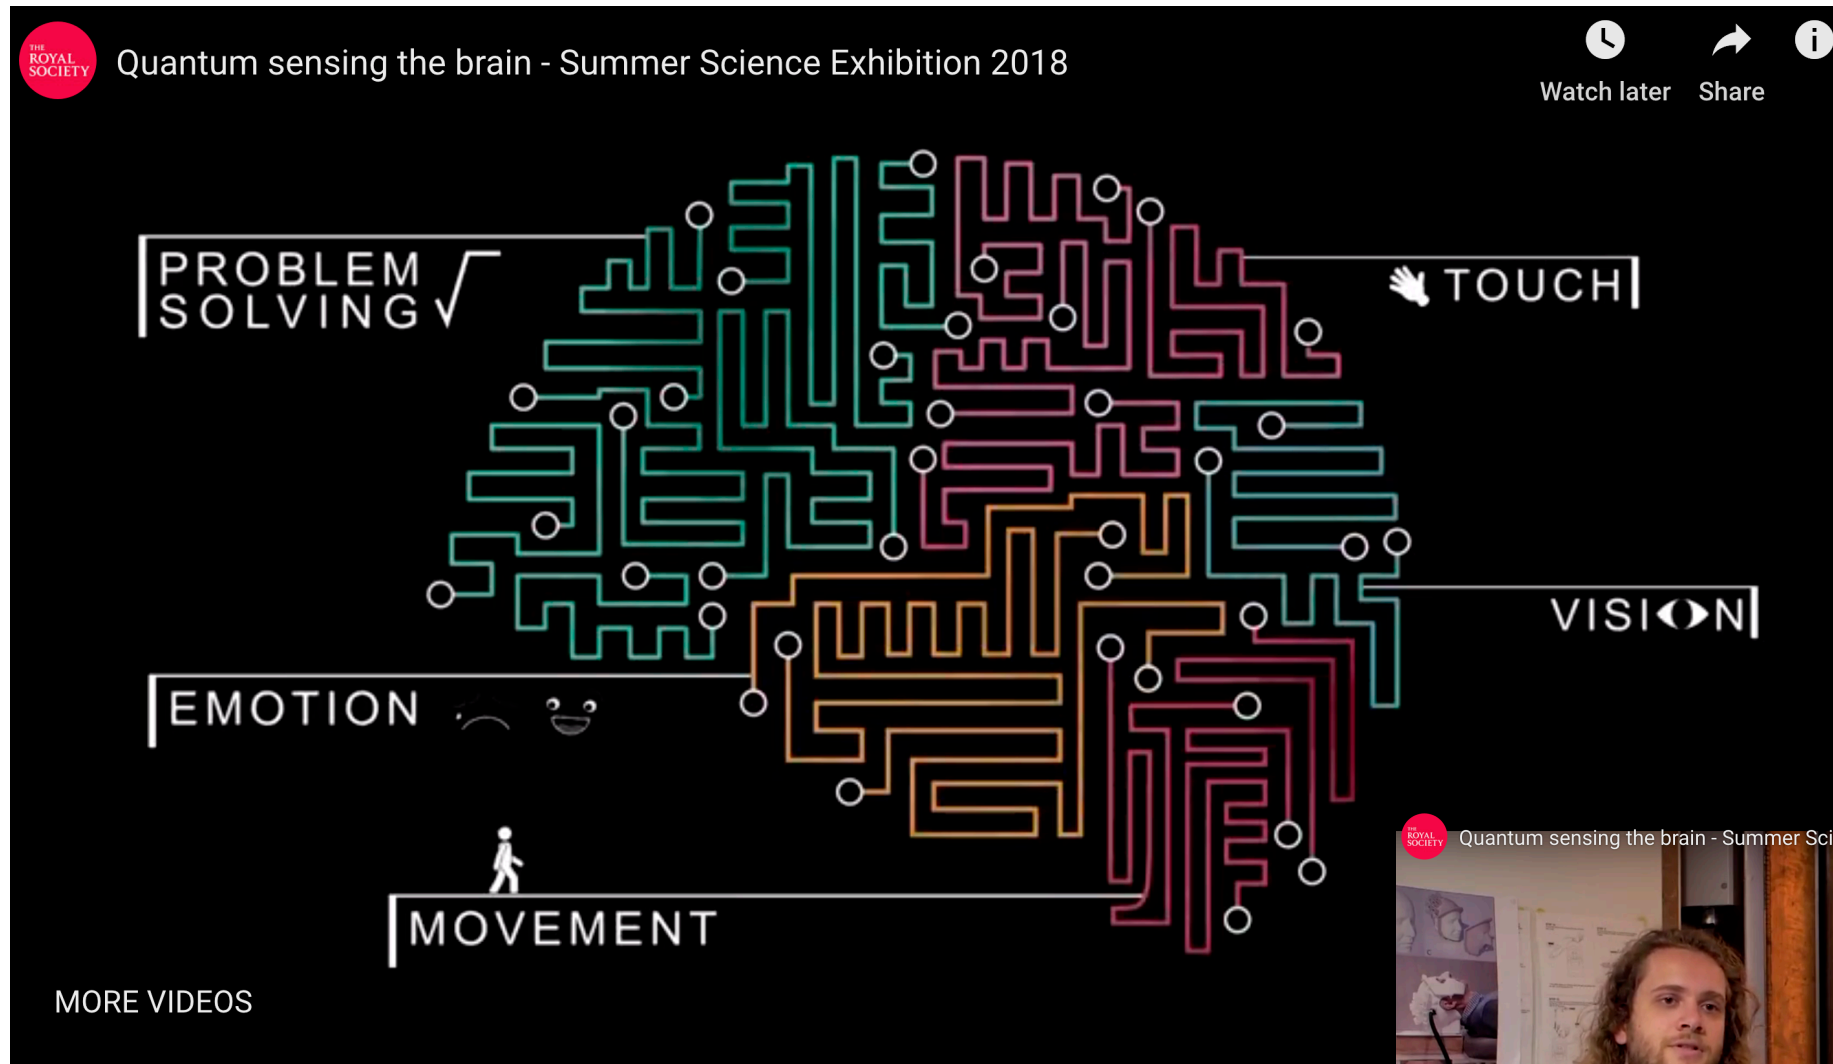 THE
ROYAL
SOCIETY
Quantum sensing the brain - Summer Science Exhibition 2018
Watch later
Share
PROBLEM
SOLVING √
TOUCH
VISION
EMOTION
MOVEMENT
MORE VIDEOS
THE
ROYAL
SOCIETY
Quantum sensing the brain - Summer Sci